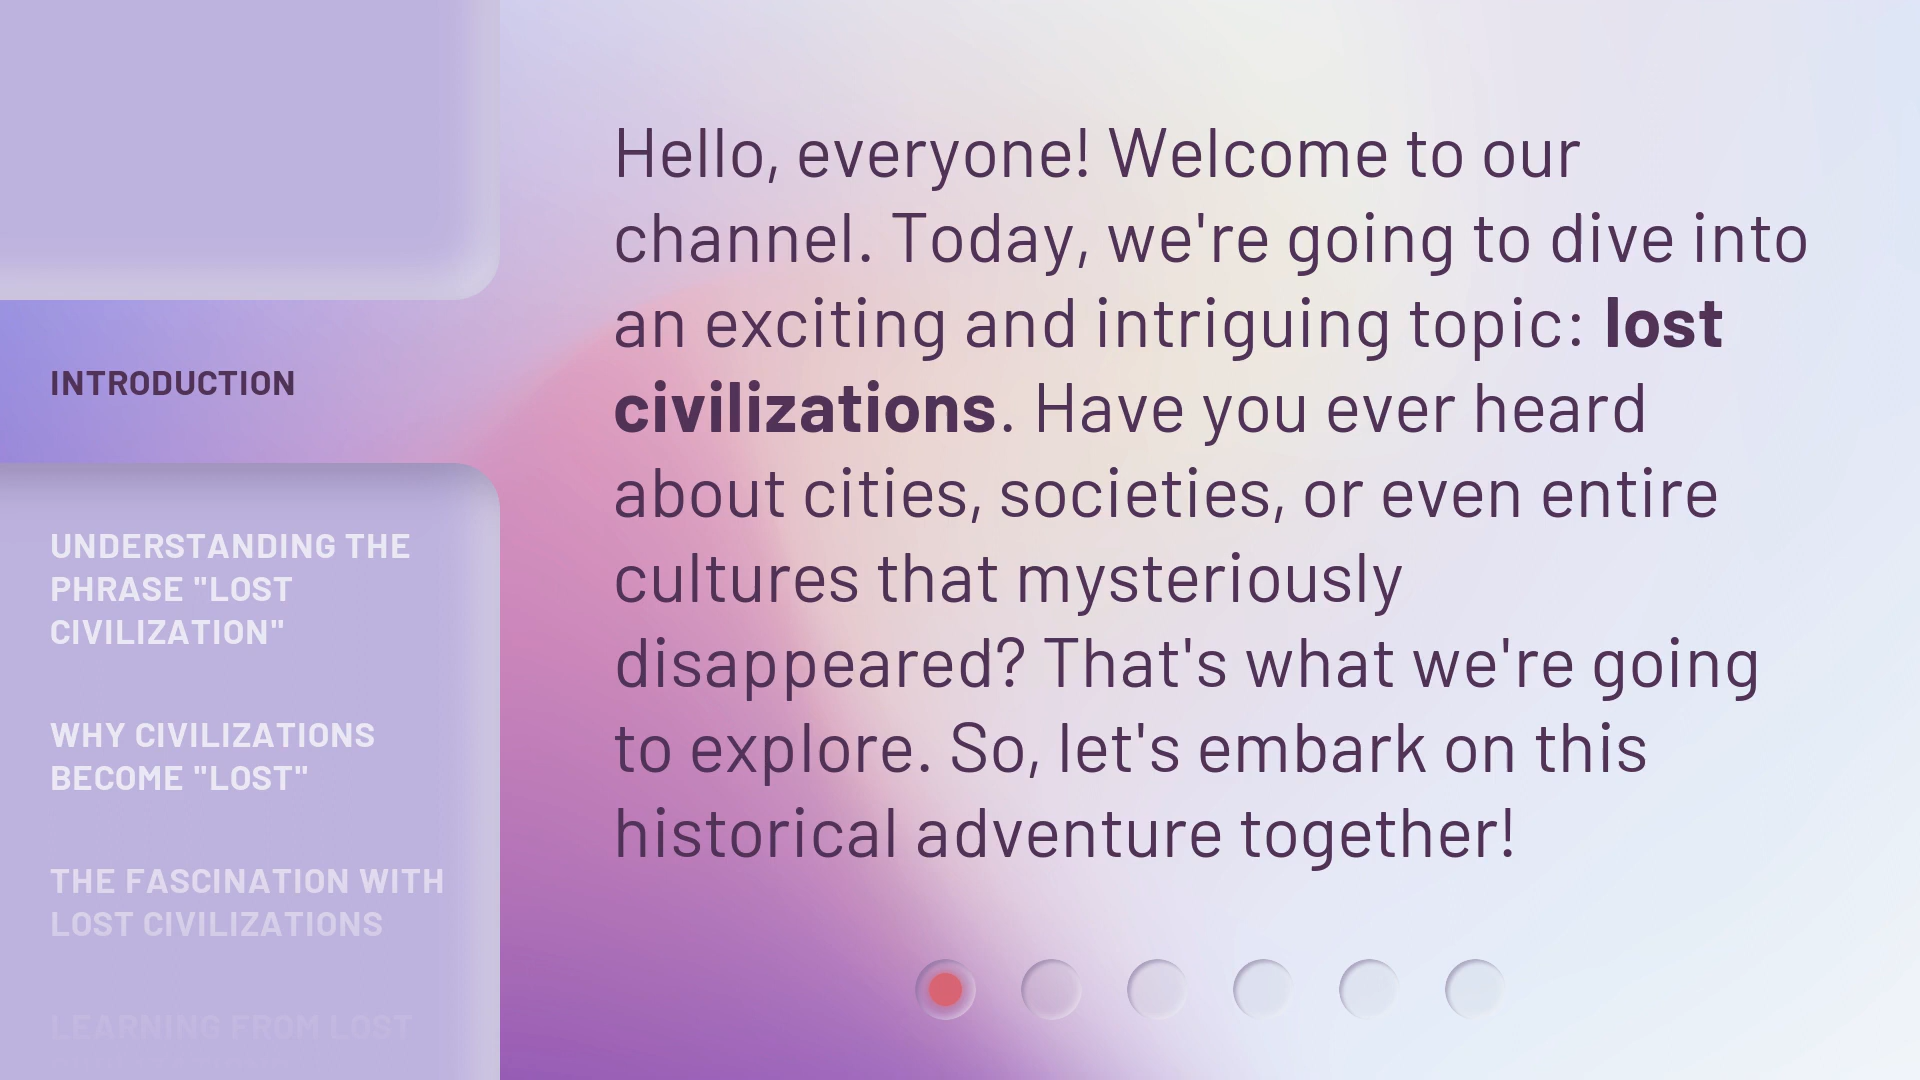 INTRODUCTION
UNDERSTANDING THE
PHRASE "LOST
CIVILIZATION"
WHY CIVILIZATIONS
BECOME "LOST"
THE FASCINATION WITH
LOST CIVILIZATIONS
LEARNING FROM LOST
Hello, everyone! Welcome to our
channel. Today, we're going to dive into
an exciting and intriguing topic: lost
civilizations. Have you ever heard
about cities, societies, or even entire
cultures that mysteriously
disappeared? That's what we're going
to explore. So, let's embark on this
historical adventure together!